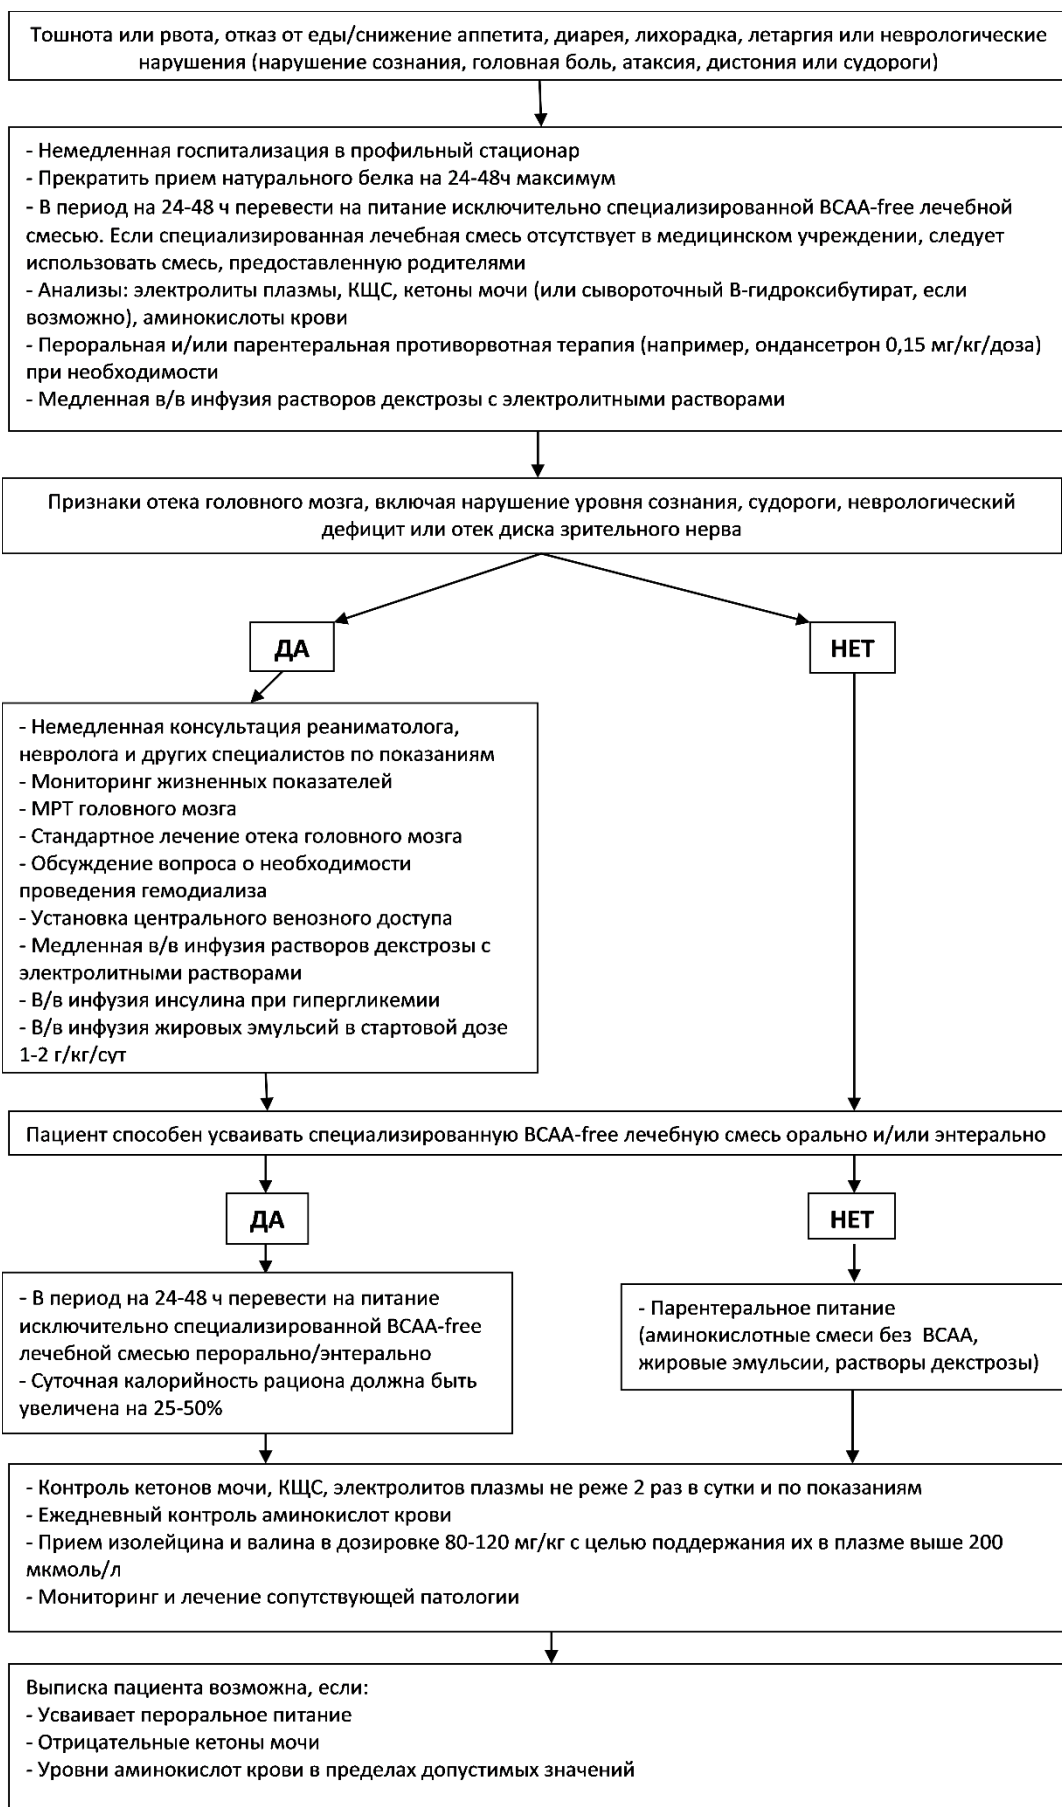 Тошнота или рвота, отказ от еды/снижение аппетита, диарея, лихорадка, летаргия или неврологические
нарушения (нарушение сознания, головная боль, атаксия, дистония или судороги)
- Немедленная госпитализация в профильный стационар
- Прекратить прием натурального белка на 24-48ч максимум
- В период на 24-48 ч перевести на питание исключительно специализированной BCAA-free лечебной
смесью. Если специализированная лечебная смесь отсутствует в медицинском учреждении, следует
использовать смесь, предоставленную родителями
- Анализы: электролиты плазмы, КЩС, кетоны мочи (или сывороточный В-гидроксибутират, если
возможно), аминокислоты крови
- Пероральная и/или парентеральная противорвотная терапия (например, ондансетрон 0,15 мг/кг/доза)
при необходимости
- Медленная в/в инфузия растворов декстрозы с электролитными растворами
Признаки отека головного мозга, включая нарушение уровня сознания, судороги, неврологический
дефицит или отек диска зрительного нерва
ДА
НЕТ
- Немедленная консультация реаниматолога,
невролога и других специалистов по показаниям
- Мониторинг жизненных показателей
- МРТ головного мозга
- Стандартное лечение отека головного мозга
- Обсуждение вопроса о необходимости
проведения гемодиализа
- Установка центрального венозного доступа
- Медленная в/в инфузия растворов декстрозы с
электролитными растворами
- В/в инфузия инсулина при гипергликемии
- В/в инфузия жировых эмульсий в стартовой дозе
1-2 г/кг/сут
Пациент способен усваивать специализированную BCAA-free лечебную смесь орально и/или энтерально
ДА
НЕТ
- В период на 24-48 ч перевести на питание
исключительно специализированной BCAA-free
лечебной смесью перорально/энтерально
- Суточная калорийность рациона должна быть
увеличена на 25-50%
- Парентеральное питание
(аминокислотные смеси без BCAA,
жировые эмульсии, растворы декстрозы)
- Контроль кетонов мочи, КЩС, электролитов плазмы не реже 2 раз в сутки и по показаниям
- Ежедневный контроль аминокислот крови
- Прием изолейцина и валина в дозировке 80-120 мг/кг с целью поддержания их в плазме выше 200
мкмоль/л
- Мониторинг и лечение сопутствующей патологии
Выписка пациента возможна, если:
- Усваивает пероральное питание
- Отрицательные кетоны мочи
- Уровни аминокислот крови в пределах допустимых значений